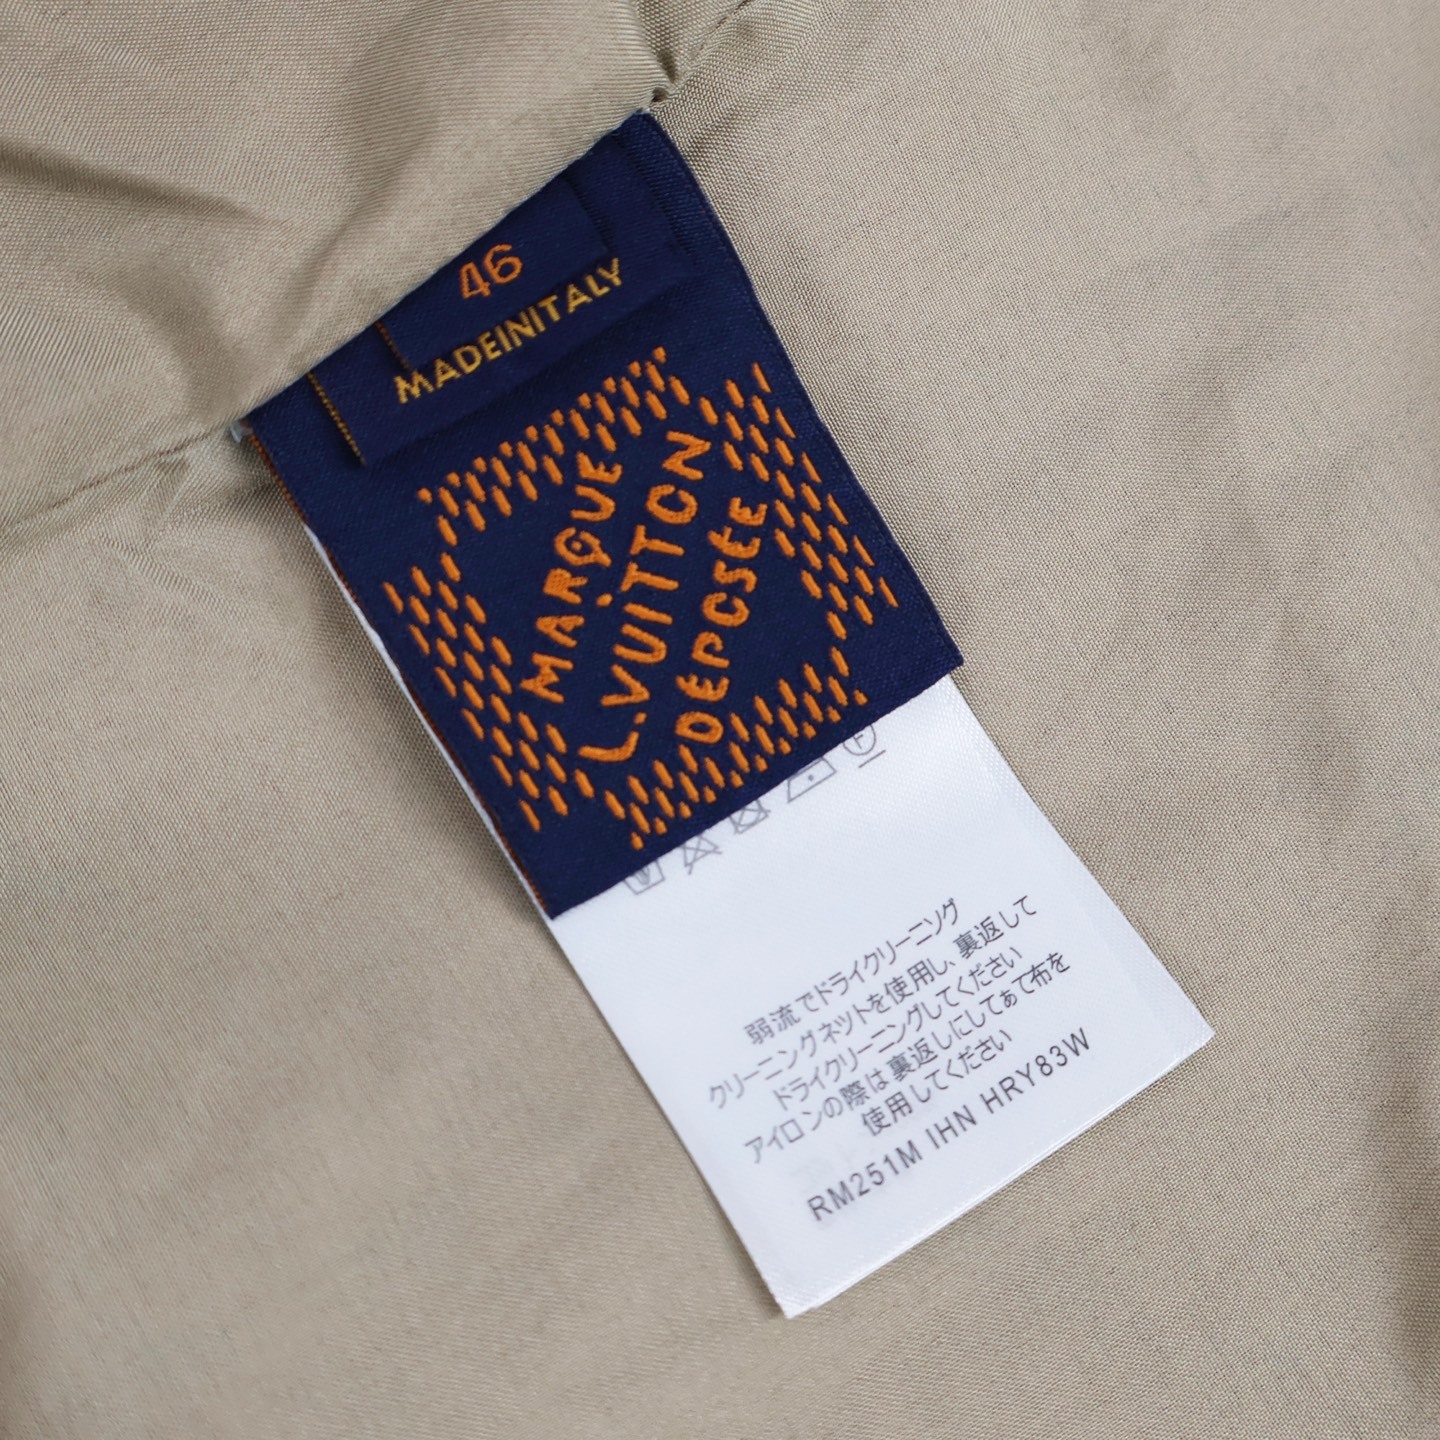 46
MADEINITALY
MARQUE
L.VUITTON
DEPOSEE
弱流でドライクリーニング
クリーニングネットを使用し、裏返して
ドライクリーニングしてください
アイロンの際は裏返しにしてあて布を
使用してください
RM251M IHN HRY83W